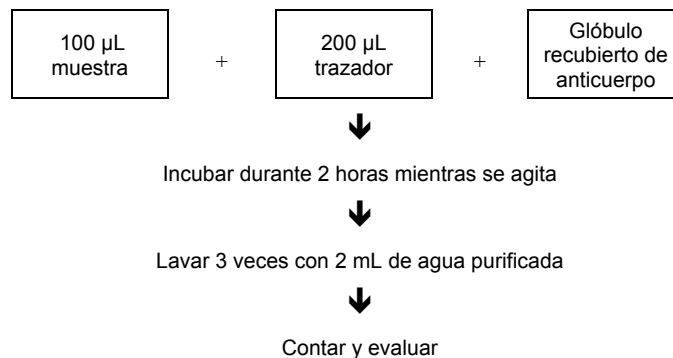 100 µL
muestra
+
200 µL
trazador
+
Glóbulo
recubierto de
anticuerpo
Incubar durante 2 horas mientras se agita
Lavar 3 veces con 2 mL de agua purificada
Contar y evaluar